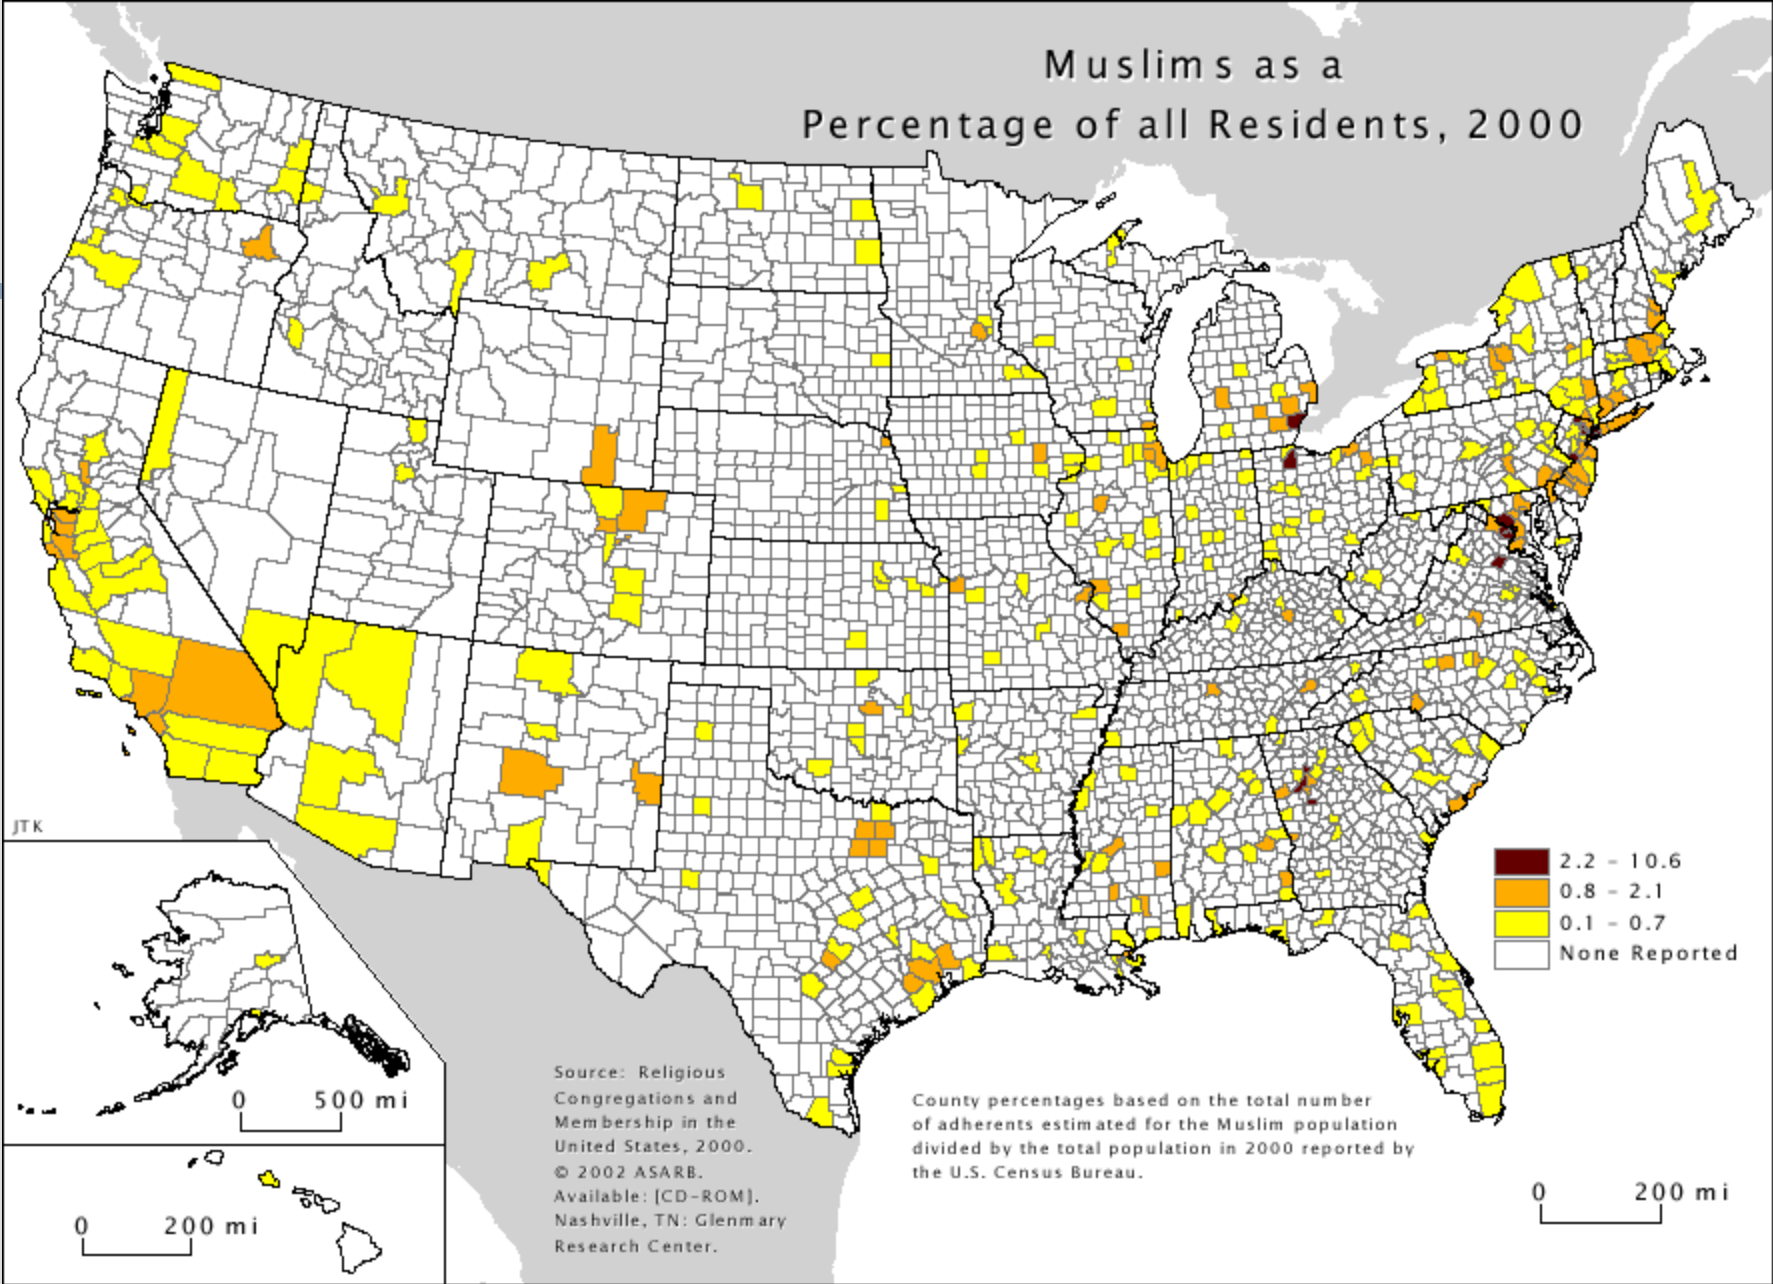 Muslims as a
Percentage of all Residents, 2000
JTK
2.2 – 10.6
0.8 – 2.1
0.1 – 0.7
None Reported
0 500 mi
0 200 mi
Source: Religious
Congregations and
Membership in the
United States, 2000.
© 2002 ASARB.
Available: [CD-ROM].
Nashville, TN: Glenmary
Research Center.
County percentages based on the total number
of adherents estimated for the Muslim population
divided by the total population in 2000 reported by
the U.S. Census Bureau.
0 200 mi